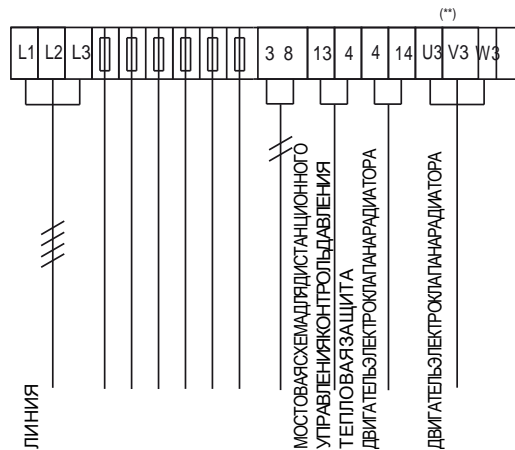 (**)
L1 L2 L3 3 8 13 4 4 14 U3 V3 W3
ЛИНИЯ
МОСТОВАЯСХЕМАДЛЯДИСТАНЦИОННОГО
УПРАВЛЕНИЯКОНТРОЛЬДАВЛЕНИЯ
ТЕПЛОВАЯЗАЩИТА
ДВИГАТЕЛЬЭЛЕКТРОКЛАПАНАРАДИАТОРА
ДВИГАТЕЛЬЭЛЕКТРОКЛАПАНАРАДИАТОРА